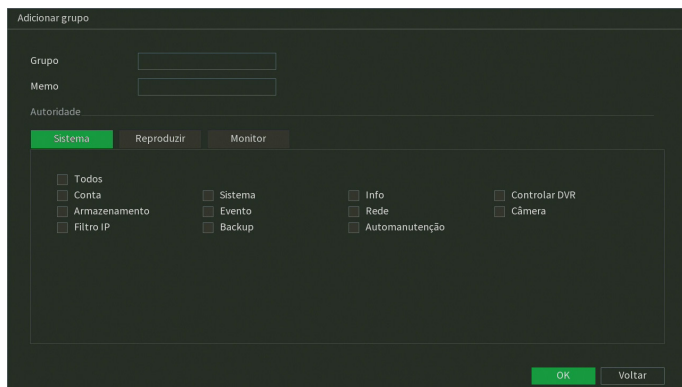 Adicionar grupo
Grupo
Memo
Autoridade
Sistema Reproduzir Monitor
Todos
Conta Sistema Info Controlar DVR
Armazenamento Evento Rede Câmera
Filtro IP Backup Automanutenção
OK Voltar